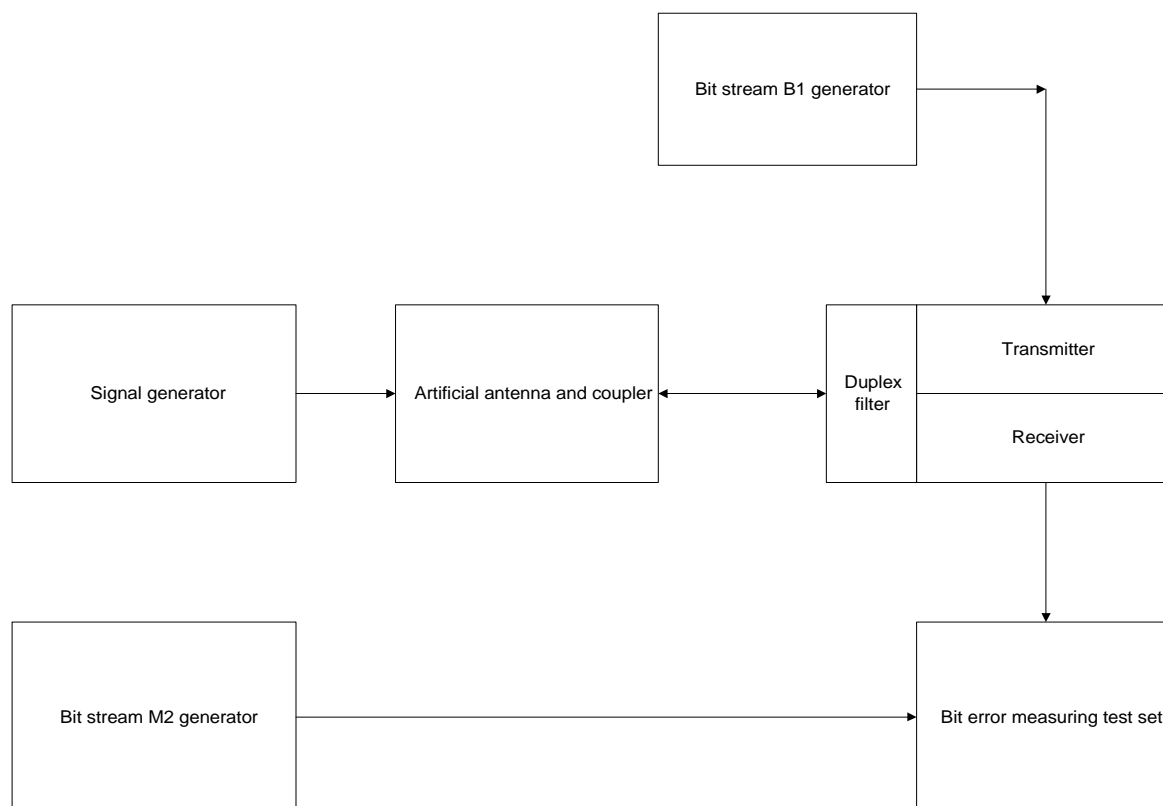 Bit stream B1 generator
Transmitter
Signal generator
Artificial antenna and coupler
Duplex
filter
Receiver
Bit stream M2 generator
Bit error measuring test set